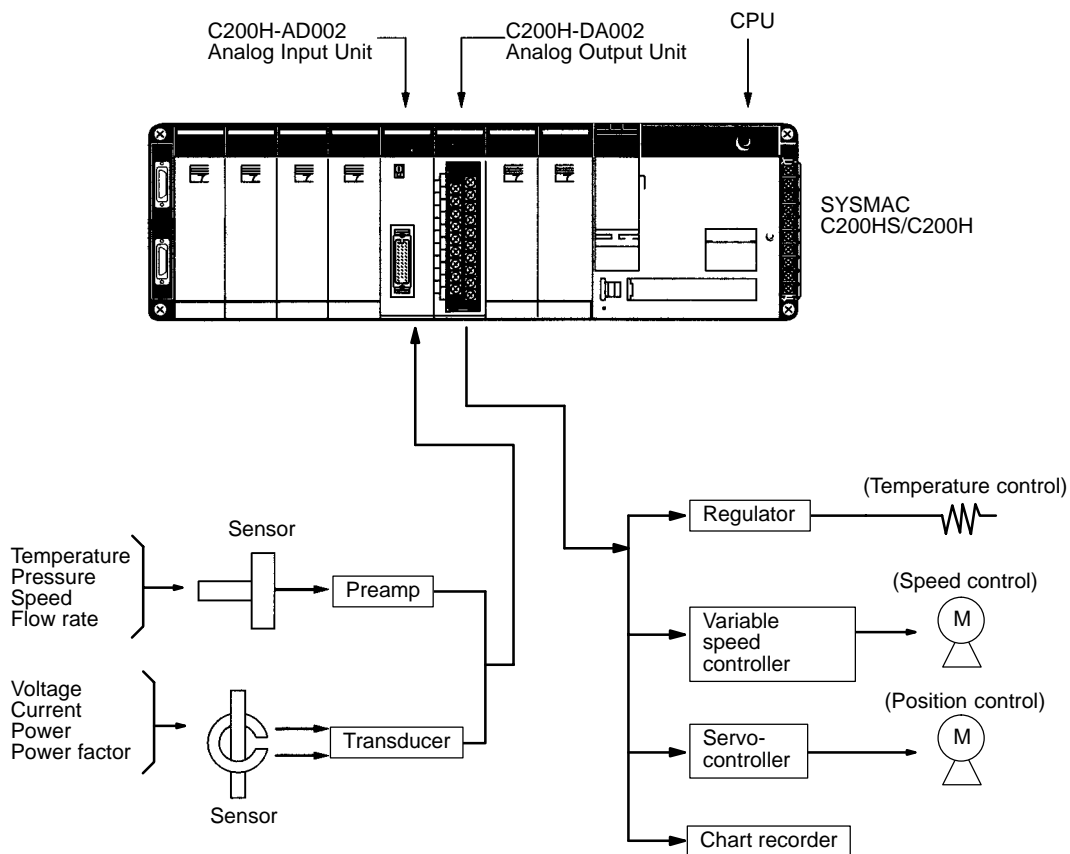 C200H-AD002
Analog Input Unit
C200H-DA002
Analog Output Unit
CPU
SYSMAC
C200HS/C200H
Temperature
Pressure
Speed
Flow rate
Sensor
Preamp
Voltage
Current
Power
Power factor
Sensor
Transducer
Regulator
(Temperature control)
Variable
speed
controller
(Speed control)
M
Servo-
controller
(Position control)
M
Chart recorder